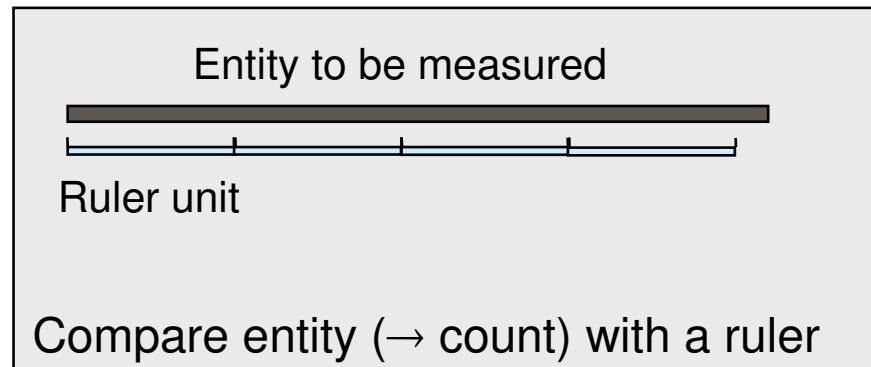 Entity to be measured
Ruler unit
Compare entity (→ count) with a ruler